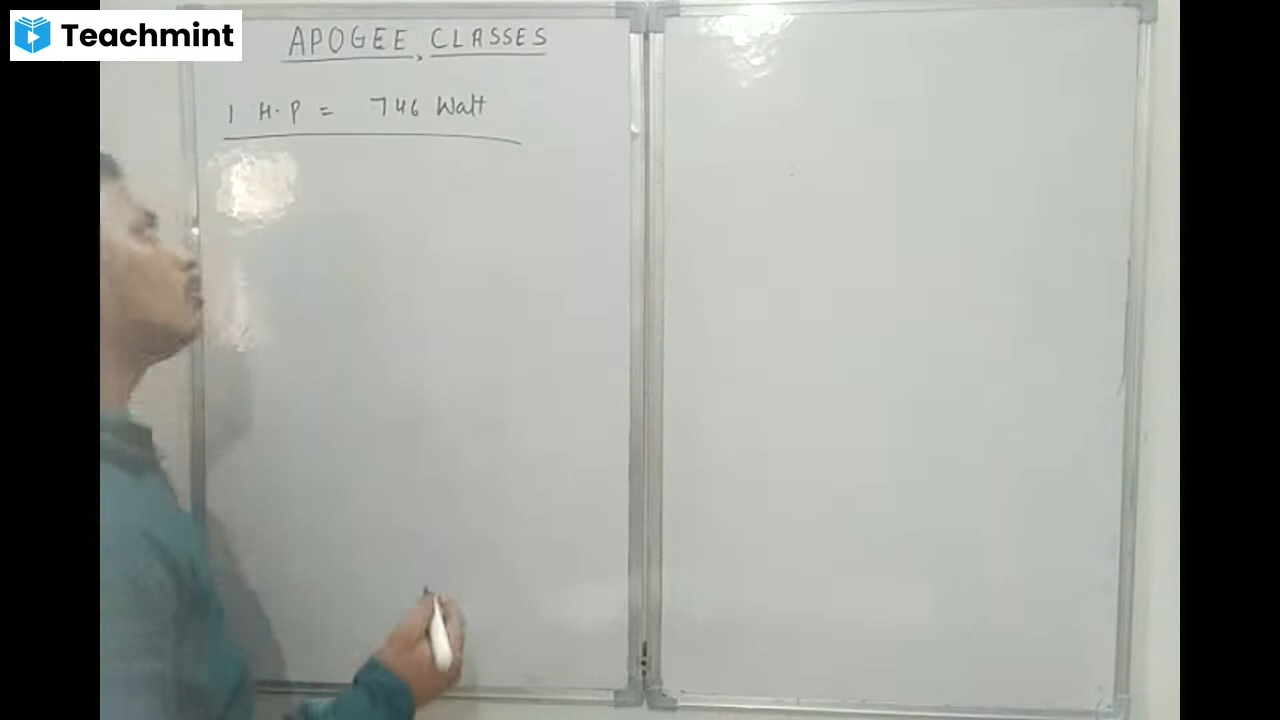 Teachmint
APOGEE CLASSES
1 H.P = 746 Watt